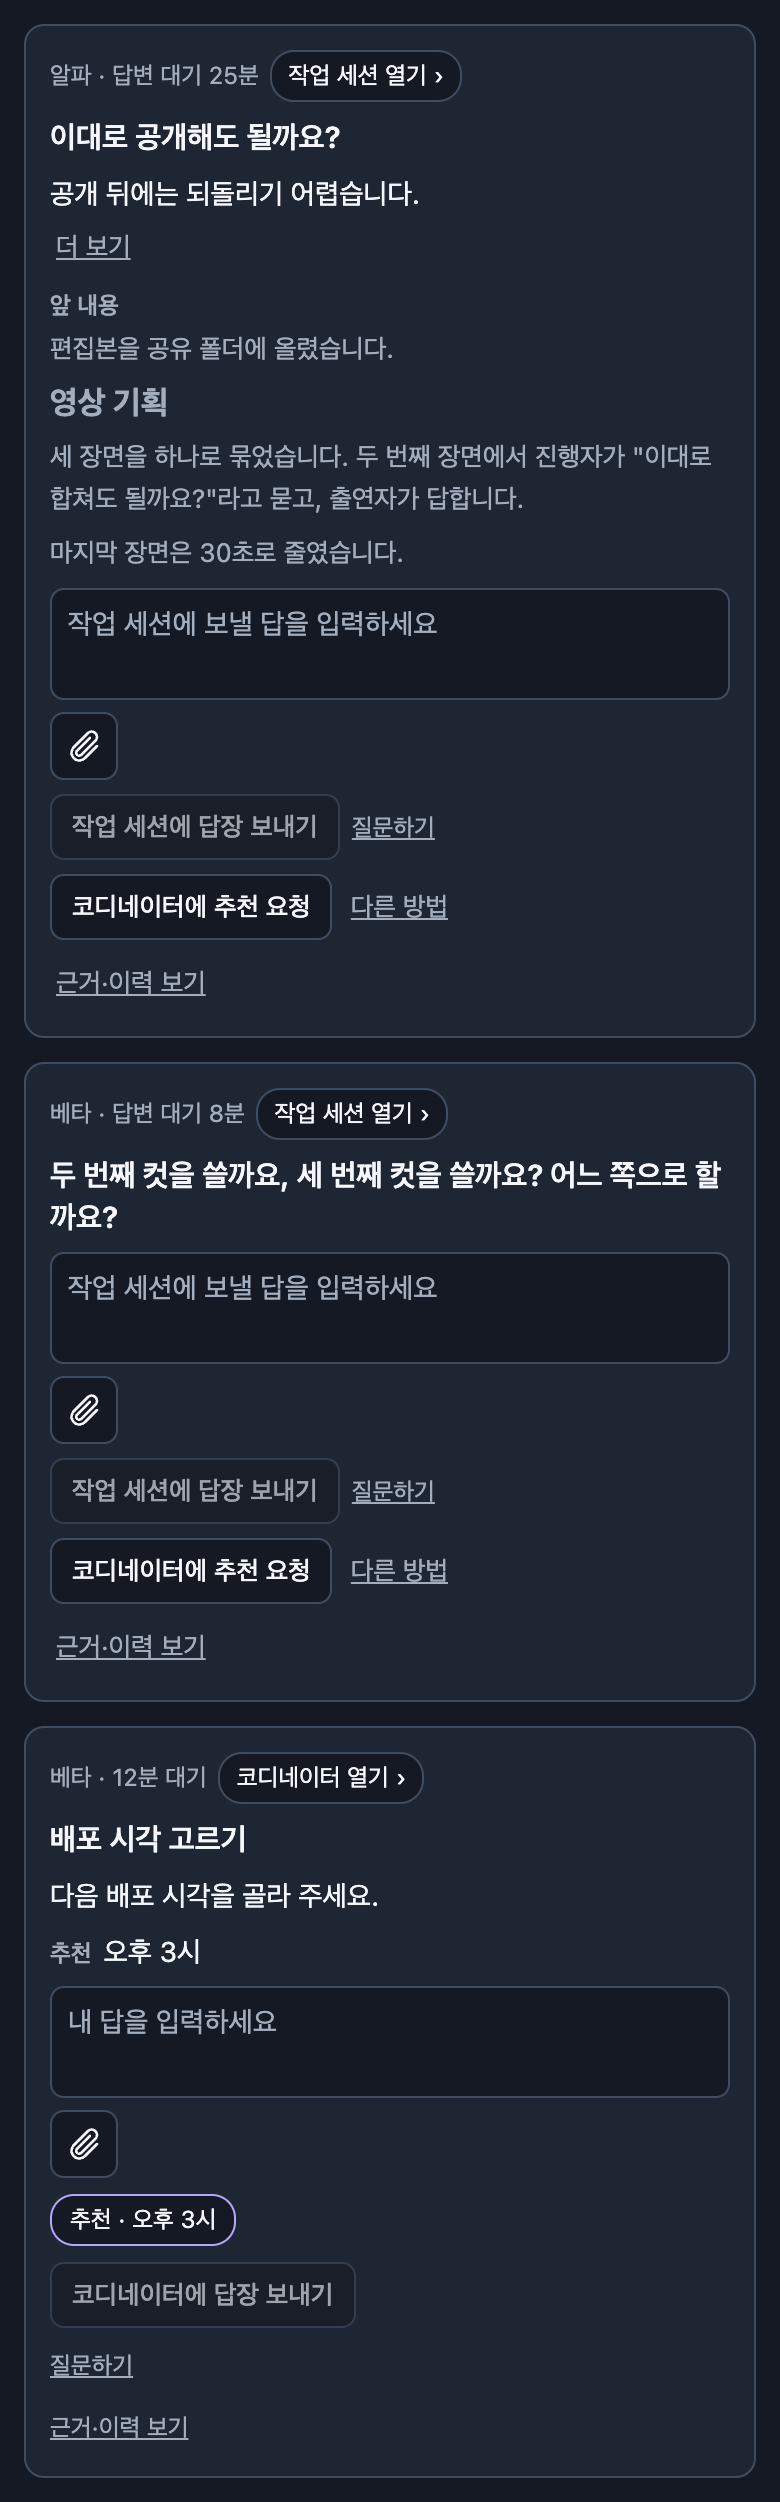 알파 · 답변 대기 25분 작업 세션 열기 ›
이대로 공개해도 될까요?
공개 뒤에는 되돌리기 어렵습니다.
더 보기
앞 내용
편집본을 공유 폴더에 올렸습니다.
영상 기획
세 장면을 하나로 묶었습니다. 두 번째 장면에서 진행자가 "이대로
합쳐도 될까요?"라고 묻고, 출연자가 답합니다.
마지막 장면은 30초로 줄였습니다.
작업 세션에 보낼 답을 입력하세요
작업 세션에 답장 보내기 질문하기
코디네이터에 추천 요청 다른 방법
근거·이력 보기
베타 · 답변 대기 8분 작업 세션 열기 ›
두 번째 컷을 쓸까요, 세 번째 컷을 쓸까요? 어느 쪽으로 할
까요?
작업 세션에 보낼 답을 입력하세요
작업 세션에 답장 보내기 질문하기
코디네이터에 추천 요청 다른 방법
근거·이력 보기
베타 · 12분 대기 코디네이터 열기 ›
배포 시각 고르기
다음 배포 시각을 골라 주세요.
추천 오후 3시
내 답을 입력하세요
추천 · 오후 3시
코디네이터에 답장 보내기
질문하기
근거·이력 보기